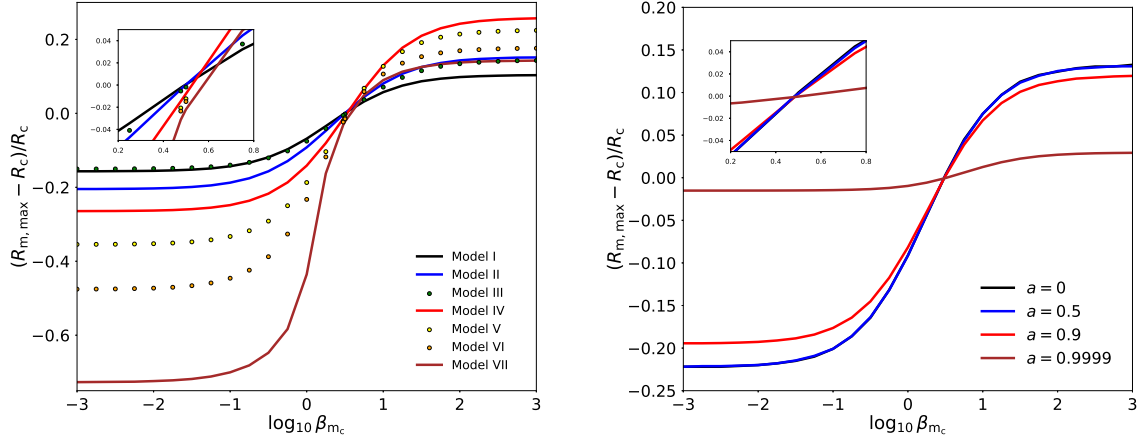 0.2
0.0
−0.2
−0.4
−0.6
(R_m,max − R_c)/R_c
0.04
0.02
0.00
−0.02
−0.04
0.2 0.4 0.6 0.8
Model I
Model II
Model III
Model IV
Model V
Model VI
Model VII
−3 −2 −1 0 1 2 3
log₁₀ β_m_c
0.20
0.15
0.10
0.05
0.00
−0.05
−0.10
−0.15
−0.20
−0.25
(R_m,max − R_c)/R_c
0.04
0.02
0.00
−0.02
−0.04
0.2 0.4 0.6 0.8
a = 0
a = 0.5
a = 0.9
a = 0.9999
−3 −2 −1 0 1 2 3
log₁₀ β_m_c